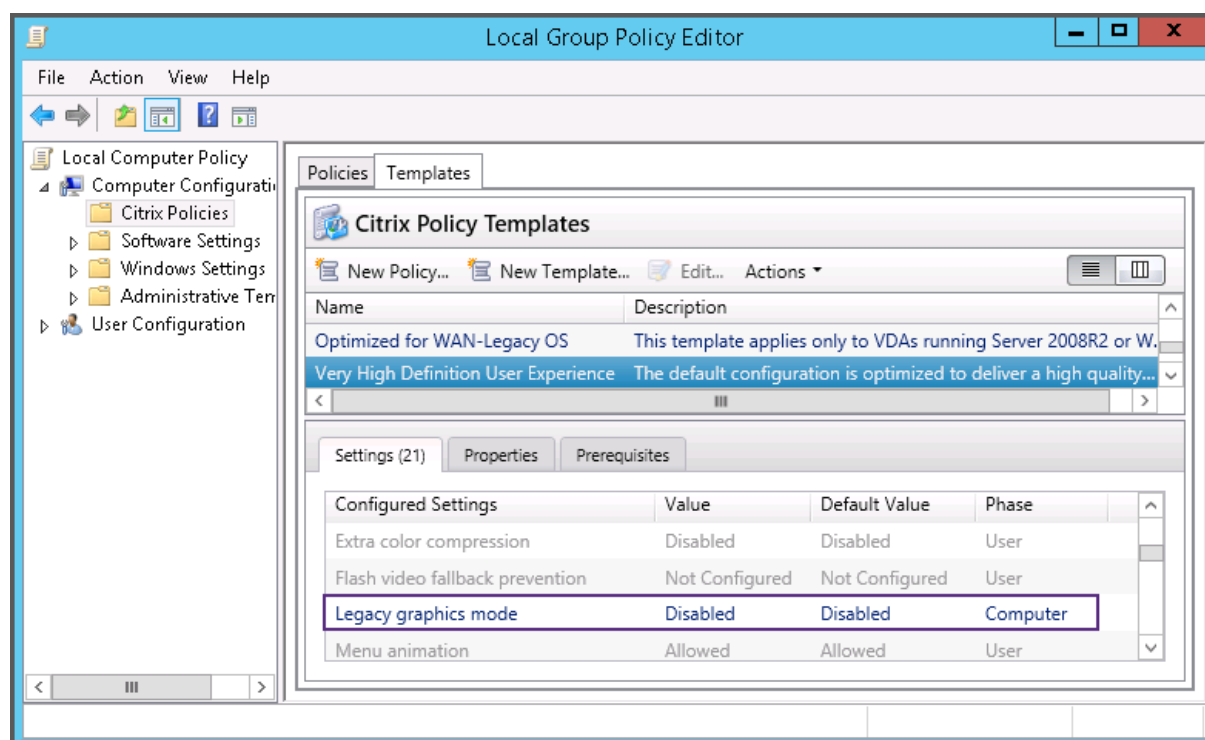 Local Group Policy Editor
File Action View Help
Local Computer Policy
Computer Configurati
Citrix Policies
Software Settings
Windows Settings
Administrative Tem
User Configuration
Policies Templates
Citrix Policy Templates
New Policy... New Template... Edit... Actions
Name Description
Optimized for WAN-Legacy OS This template applies only to VDAs running Server 2008R2 or W.
Very High Definition User Experience The default configuration is optimized to deliver a high quality...
Settings (21) Properties Prerequisites
Configured Settings Value Default Value Phase
Extra color compression Disabled Disabled User
Flash video fallback prevention Not Configured Not Configured User
Legacy graphics mode Disabled Disabled Computer
Menu animation Allowed Allowed User